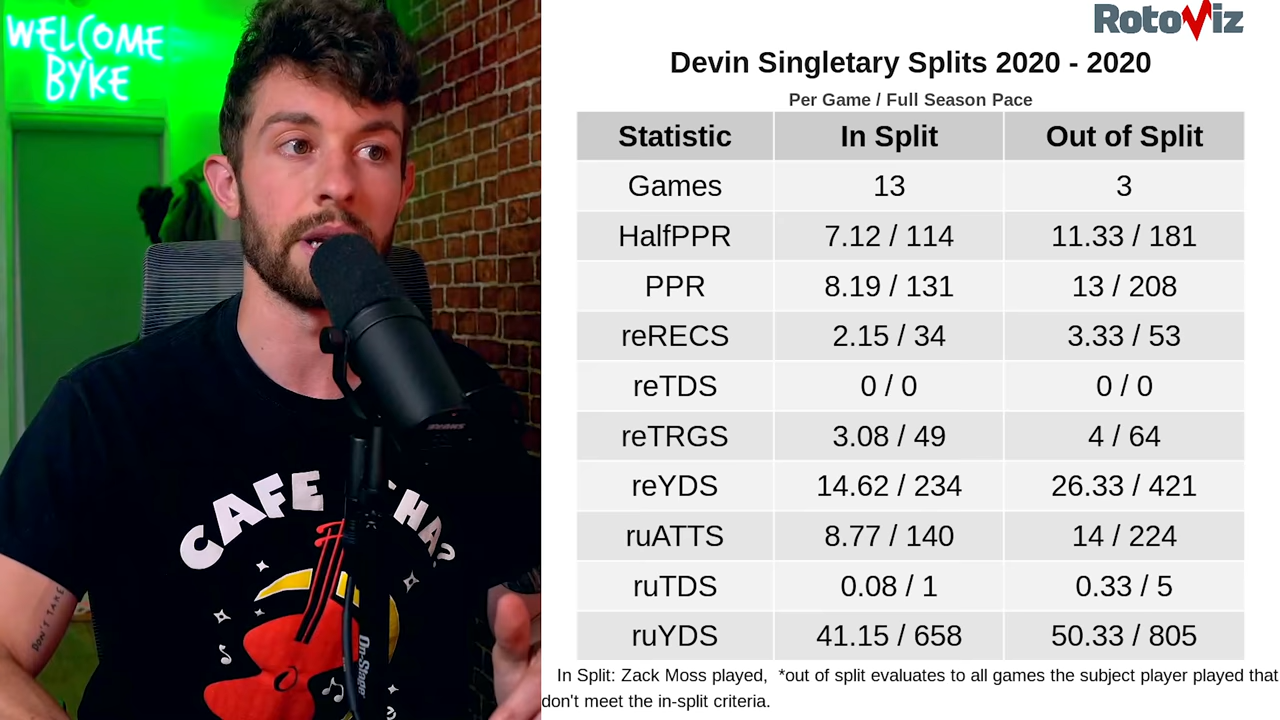 WELCOME
BYKE
RotoViz
Devin Singletary Splits 2020 - 2020
Per Game / Full Season Pace
Statistic In Split Out of Split
Games 13 3
HalfPPR 7.12 / 114 11.33 / 181
PPR 8.19 / 131 13 / 208
reRECS 2.15 / 34 3.33 / 53
reTDS 0 / 0 0 / 0
reTRGS 3.08 / 49 4 / 64
reYDS 14.62 / 234 26.33 / 421
ruATTS 8.77 / 140 14 / 224
ruTDS 0.08 / 1 0.33 / 5
ruYDS 41.15 / 658 50.33 / 805
In Split: Zack Moss played, *out of split evaluates to all games the subject player played that
don't meet the in-split criteria.
CAFE THA?
DON'T TAKE
On-Stage